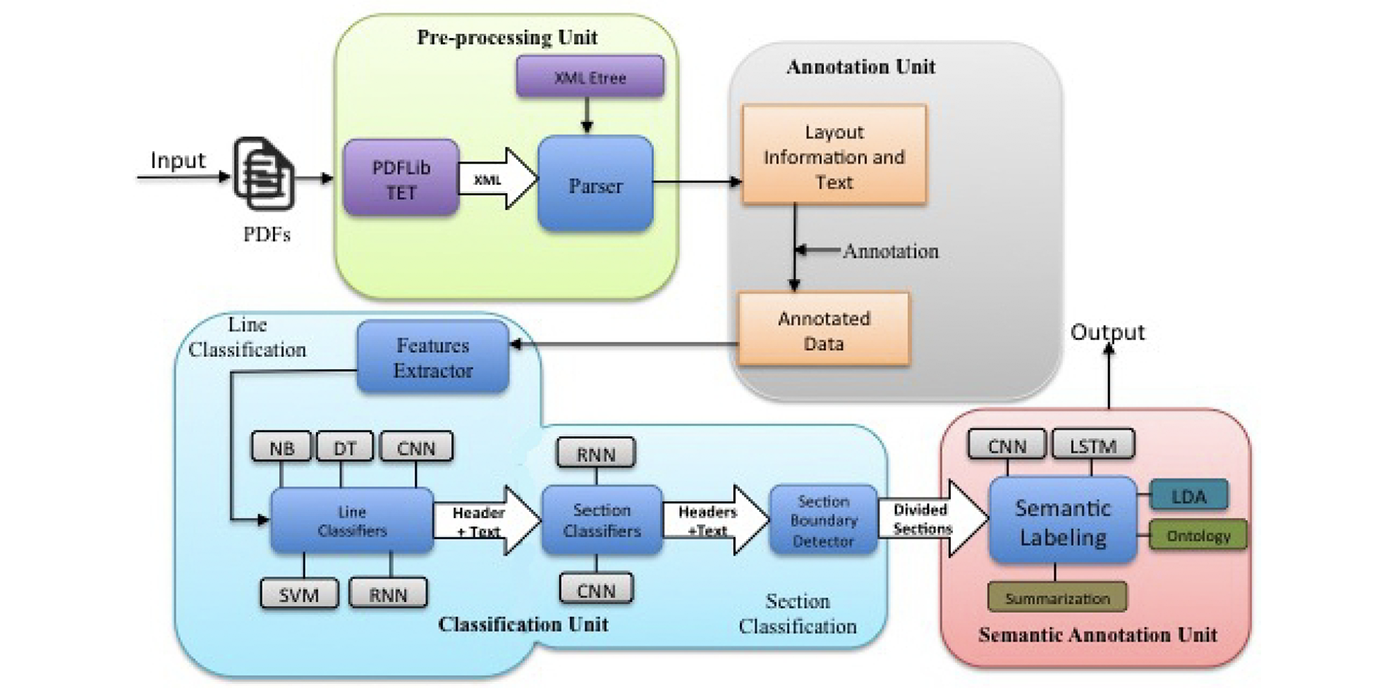 Pre-processing Unit
XML Etree
Input
PDFs
PDFLib
TET
XML
Parser
Annotation Unit
Layout
Information and
Text
Annotation
Annotated
Data
Line
Classification
Features
Extractor
NB
DT
CNN
Line
Classifiers
SVM
RNN
Header
+ Text
RNN
Section
Classifiers
CNN
Headers
+Text
Section
Boundary
Detector
Classification Unit
Section
Classification
Divided
Sections
Output
CNN
LSTM
Semantic
Labeling
LDA
Ontology
Summarization
Semantic Annotation Unit